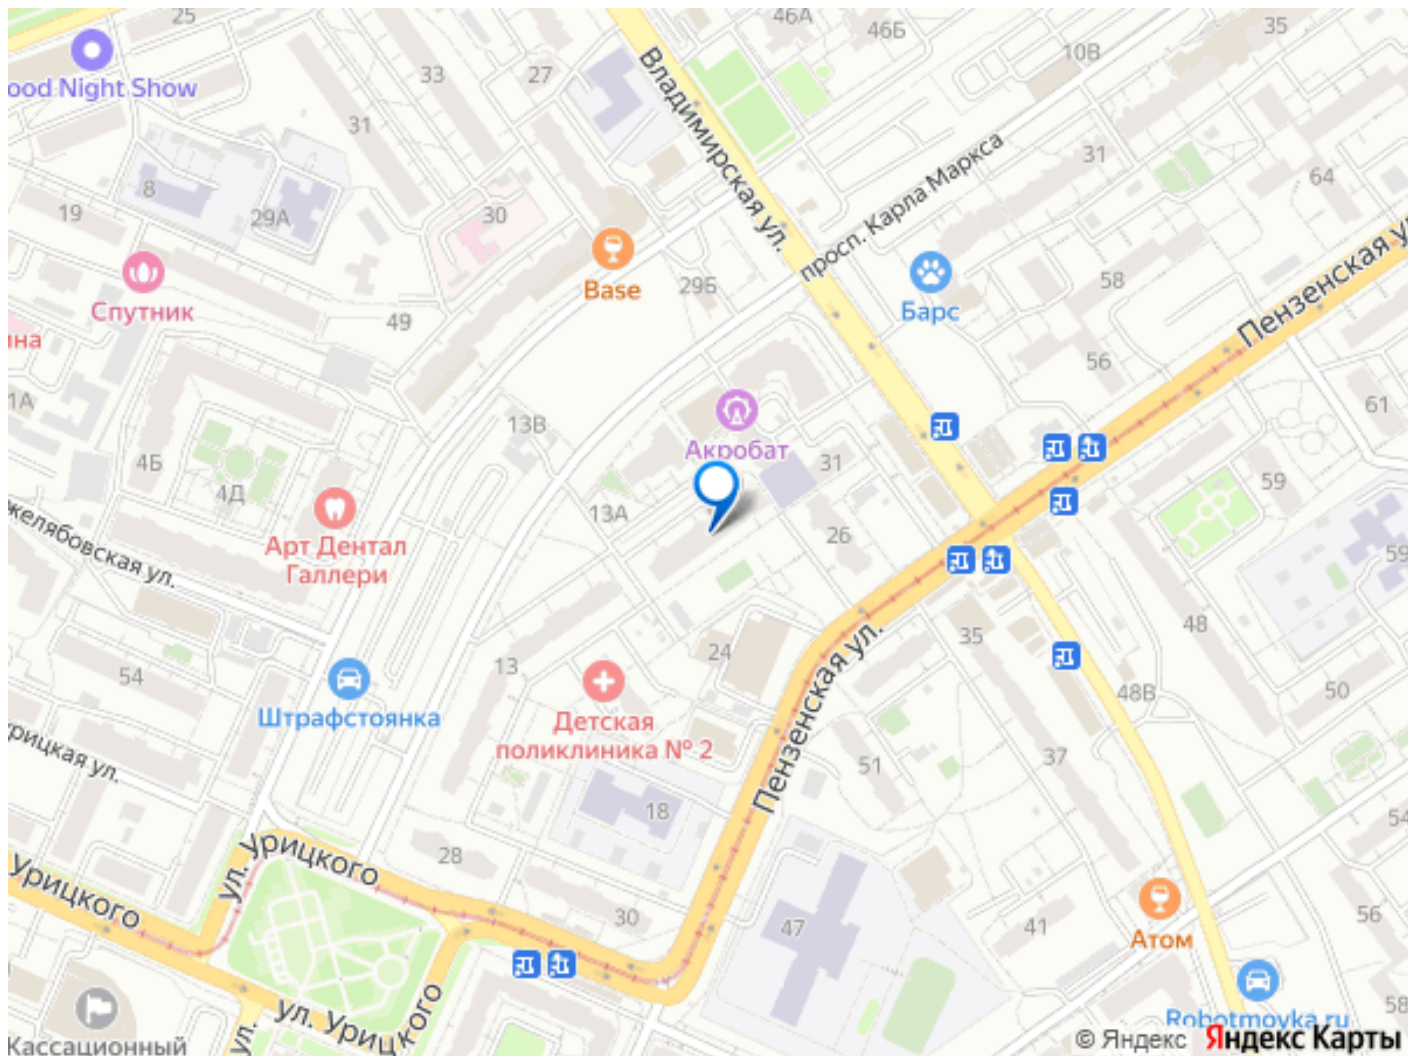 25
46А
46Б
35
10В
ood Night Show
33
27
31
Владимирская ул.
31
64
8
19
29А
30
просп. Карла Маркса
Пензенская ул
Спутник
Base
29Б
Барс
58
49
ина
56
1А
13В
Акробат
61
4Б
4Д
31
59
желябовская ул.
Арт Дентал
Галлери
13А
26
59
48
35
54
13
24
Штрафстоянка
Детская
поликлиника № 2
Пензенская ул.
48В
50
рицкая ул.
51
37
18
54
ул. Урицкого
28
Урицкого
30
47
41
56
Атом
ул. Урицкого
58
ул.
Кассационный
Robotmoyka.ru
© Яндекс Яндекс Карты